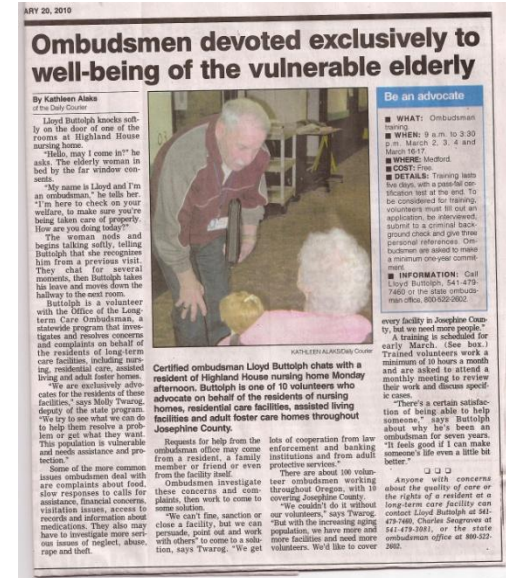 ARY 20, 2010
Ombudsmen devoted exclusively to
well-being of the vulnerable elderly
By Kathleen Alaks
of the Daily Courier
Lloyd Buttolph knocks soft-
ly on the door of one of the
rooms at Highland House
nursing home.
"Hello, may I come in?" he
asks. The elderly woman in
bed by the far window con-
sents.
"My name is Lloyd and I'm
an ombudsman," he tells her.
"I'm here to check on your
welfare, to make sure you're
being taken care of properly.
How are you doing today?"
The woman nods and
begins talking softly, telling
Buttolph that she recognizes
him from a previous visit.
They chat for several
moments, then Buttolph takes
his leave and moves down the
hallway to the next room.
Buttolph is a volunteer
with the Office of the Long-
term Care Ombudsman, a
statewide program that inves-
tigates and resolves concerns
and complaints on behalf of
the residents of long-term
care facilities, including nurs-
ing, residential care, assisted
living and adult foster homes.
"We are exclusively advo-
cates for the residents of these
facilities," says Molly Twarog,
deputy of the state program.
"We try to see what we can do
to help them resolve a prob-
lem or get what they want.
This population is vulnerable
and needs assistance and pro-
tection."
Some of the more common
issues ombudsmen deal with
are complaints about food,
slow responses to calls for
assistance, financial concerns,
visitation issues, access to
records and information about
medications. They also may
have to investigate more seri-
ous issues of neglect, abuse,
rape and theft.
KATHLEEN ALAKS/Daily Courier
Certified ombudsman Lloyd Buttolph chats with a
resident of Highland House nursing home Monday
afternoon. Buttolph is one of 10 volunteers who
advocate on behalf of the residents of nursing
homes, residential care facilities, assisted living
facilities and adult foster care homes throughout
Josephine County.
Requests for help from the
ombudsman office may come
from a resident, a family
member or friend or even
from the facility itself.
Ombudsmen investigate
these concerns and com-
plaints, then work to come to
some solution.
"We can't fine, sanction or
close a facility, but we can
persuade, point out and work
with others" to come to a solu-
tion, says Twarog. "We get
lots of cooperation from law
enforcement and banking
institutions and from adult
protective services."
There are about 100 volun-
teer ombudsmen working
throughout Oregon, with 10
covering Josephine County.
"We couldn't do it without
our volunteers," says Twarog.
"But with the increasing aging
population, we have more and
more facilities and need more
volunteers. We'd like to cover
Be an advocate
■ WHAT: Ombudsman
training.
■ WHEN: 9 a.m. to 3:30
p.m. March 2, 3, 4 and
March 16-17.
■ WHERE: Medford.
■ COST: Free.
■ DETAILS: Training lasts
five days, with a pass-fail cer-
tification test at the end. To
be considered for training,
volunteers must fill out an
application, be interviewed,
submit to a criminal back-
ground check and give three
personal references. Om-
budsmen are asked to make
a minimum one-year commit-
ment.
■ INFORMATION: Call
Lloyd Buttolph, 541-479-
7460 or the state ombuds-
man office, 800-522-2602.
every facility in Josephine Coun-
ty, but we need more people."
A training is scheduled for
early March. (See box.)
Trained volunteers work a
minimum of 10 hours a month
and are asked to attend a
monthly meeting to review
their work and discuss specif-
ic cases.
"There's a certain satisfac-
tion of being able to help
someone," says Buttolph
about why he's been an
ombudsman for seven years.
"It feels good if I can make
someone's life even a little bit
better."
❑ ❑ ❑
Anyone with concerns
about the quality of care or
the rights of a resident at a
long-term care facility can
contact Lloyd Buttolph at 541-
479-7460, Charles Seagraves at
541-479-3081, or the state
ombudsman office at 800-522-
2602.